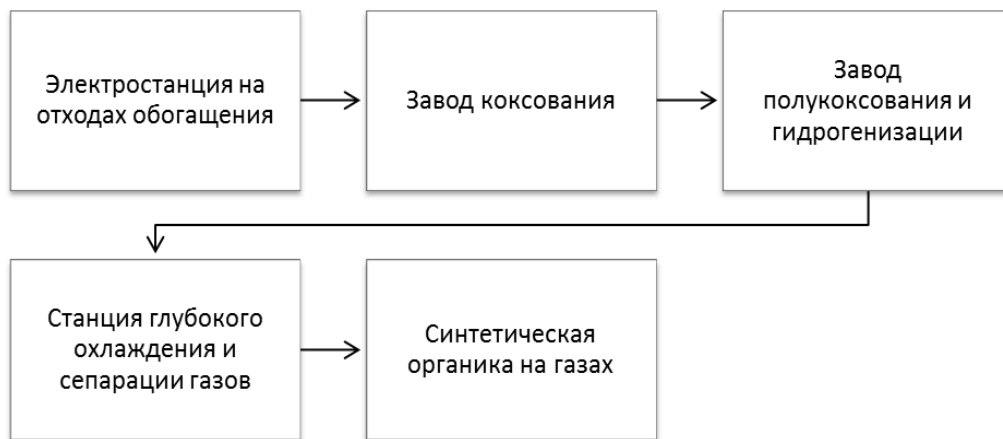 Электростанция на
отходах обогащения
Завод коксования
Завод
полукоксования и
гидрогенизации
Станция глубокого
охлаждения и
сепарации газов
Синтетическая
органика на газах